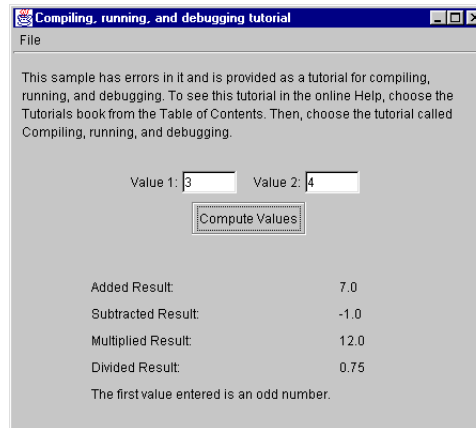 Compiling, running, and debugging tutorial
File
This sample has errors in it and is provided as a tutorial for compiling,
running, and debugging. To see this tutorial in the online Help, choose the
Tutorials book from the Table of Contents. Then, choose the tutorial called
Compiling, running, and debugging.
Value 1: 3 Value 2: 4
Compute Values
Added Result: 7.0
Subtracted Result: -1.0
Multiplied Result: 12.0
Divided Result: 0.75
The first value entered is an odd number.